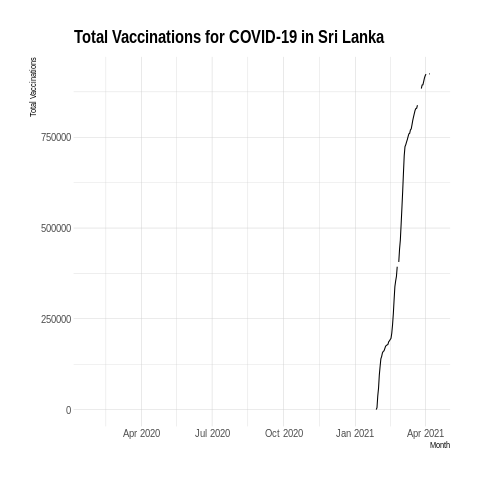 Total Vaccinations for COVID-19 in Sri Lanka
Total Vaccinations
750000
500000
250000
0
Apr 2020 Jul 2020 Oct 2020 Jan 2021 Apr 2021
Month